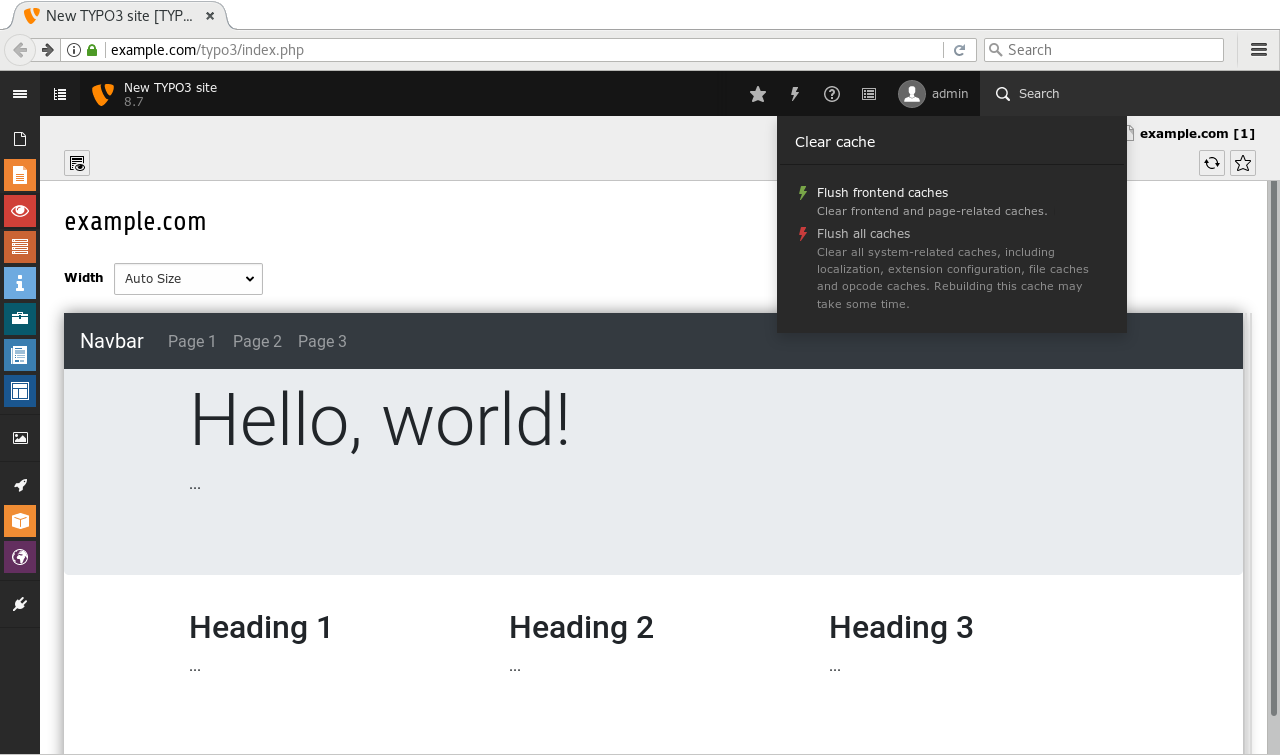 New TYPO3 site [TYP...
example.com/typo3/index.php
Search
New TYPO3 site
8.7
admin
Search
example.com [1]
Clear cache
Flush frontend caches
Clear frontend and page-related caches.
Flush all caches
Clear all system-related caches, including
localization, extension configuration, file caches
and opcode caches. Rebuilding this cache may
take some time.
example.com
Width Auto Size
Navbar Page 1 Page 2 Page 3
Hello, world!
...
Heading 1 Heading 2 Heading 3
... ... ...